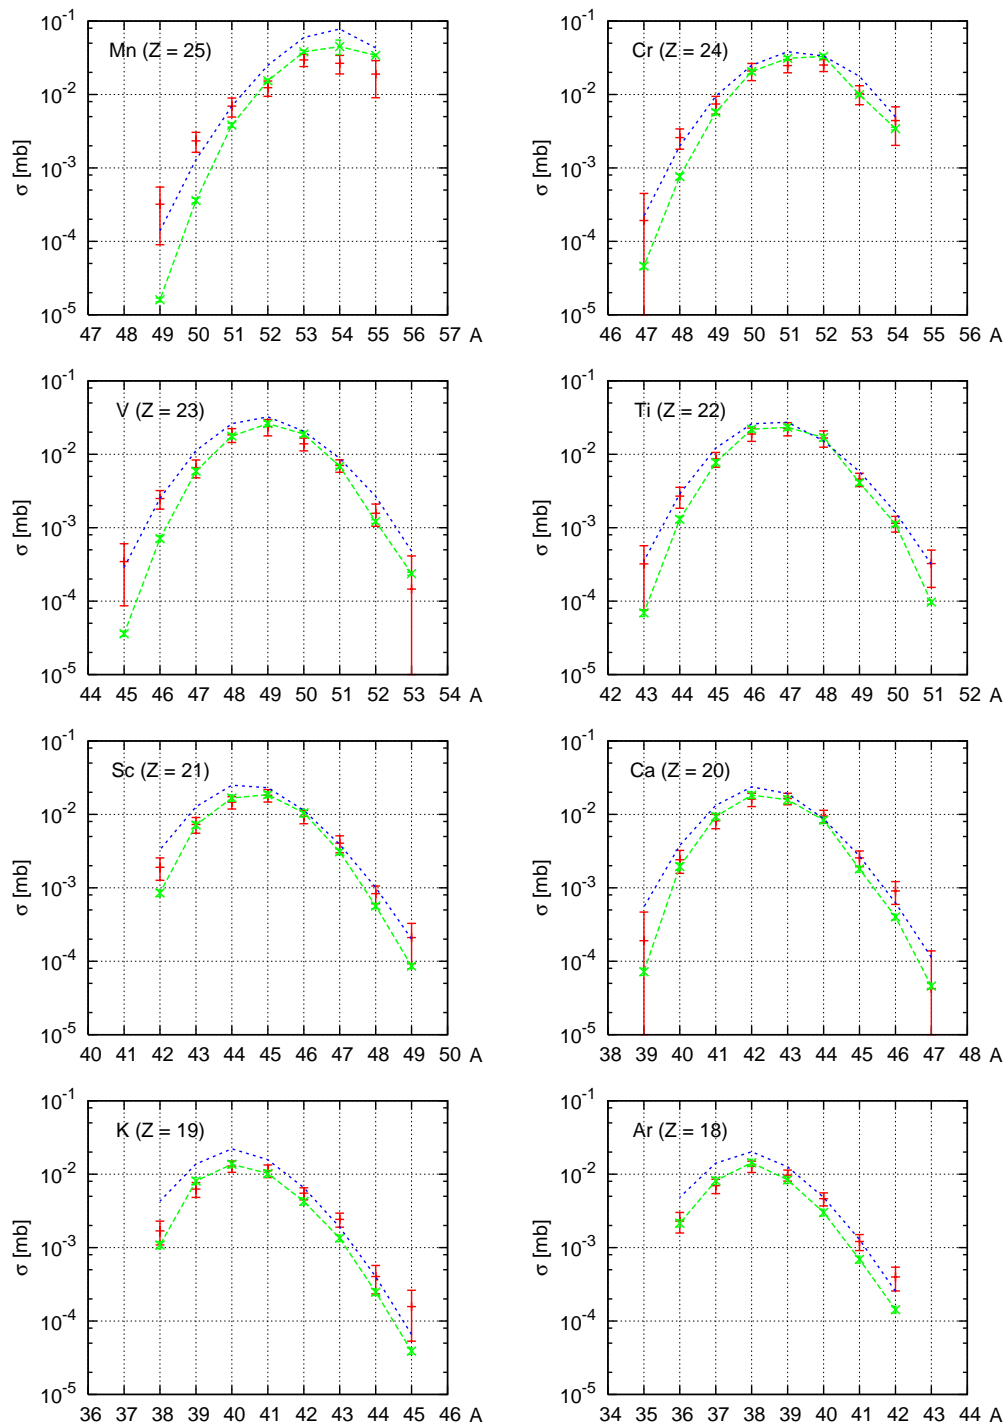 10^-1
10^-2
10^-3
10^-4
10^-5
σ [mb]
Mn (Z = 25)
47 48 49 50 51 52 53 54 55 56 57 A
10^-1
10^-2
10^-3
10^-4
10^-5
σ [mb]
Cr (Z = 24)
46 47 48 49 50 51 52 53 54 55 56 A
10^-1
10^-2
10^-3
10^-4
10^-5
σ [mb]
V (Z = 23)
44 45 46 47 48 49 50 51 52 53 54 A
10^-1
10^-2
10^-3
10^-4
10^-5
σ [mb]
Ti (Z = 22)
42 43 44 45 46 47 48 49 50 51 52 A
10^-1
10^-2
10^-3
10^-4
10^-5
σ [mb]
Sc (Z = 21)
40 41 42 43 44 45 46 47 48 49 50 A
10^-1
10^-2
10^-3
10^-4
10^-5
σ [mb]
Ca (Z = 20)
38 39 40 41 42 43 44 45 46 47 48 A
10^-1
10^-2
10^-3
10^-4
10^-5
σ [mb]
K (Z = 19)
36 37 38 39 40 41 42 43 44 45 46 A
10^-1
10^-2
10^-3
10^-4
10^-5
σ [mb]
Ar (Z = 18)
34 35 36 37 38 39 40 41 42 43 44 A